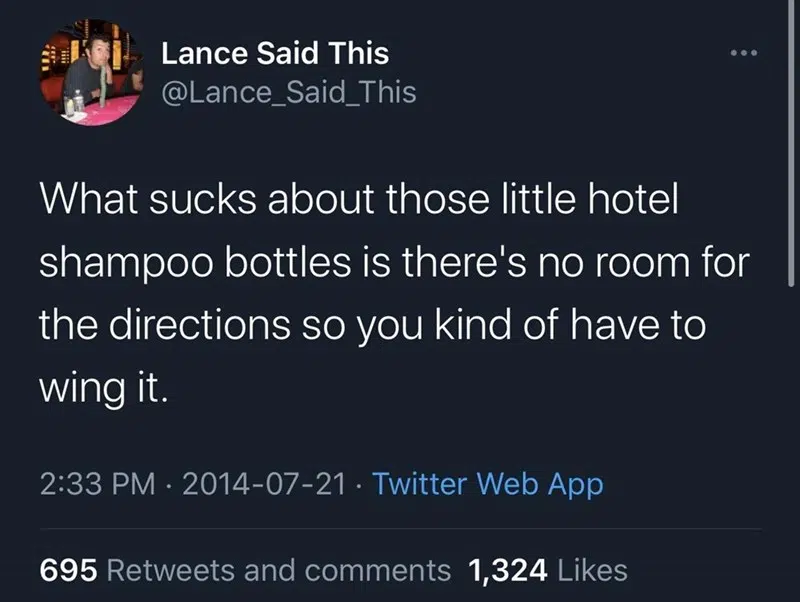 Lance Said This
@Lance_Said_This
What sucks about those little hotel
shampoo bottles is there's no room for
the directions so you kind of have to
wing it.
2:33 PM · 2014-07-21 · Twitter Web App
695 Retweets and comments 1,324 Likes